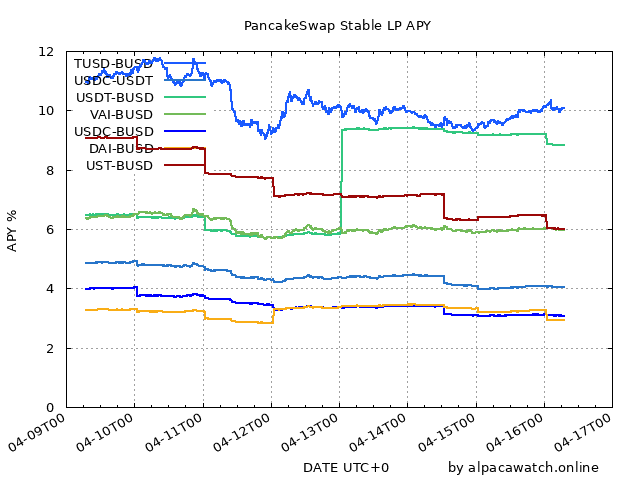 PancakeSwap Stable LP APY
12
10
8
6
4
2
0
APY %
TUSD-BUSD
USDC-USDT
USDT-BUSD
VAI-BUSD
USDC-BUSD
DAI-BUSD
UST-BUSD
04-09T00
04-10T00
04-11T00
04-12T00
04-13T00
04-14T00
04-15T00
04-16T00
04-17T00
DATE UTC+0
by alpacawatch.online